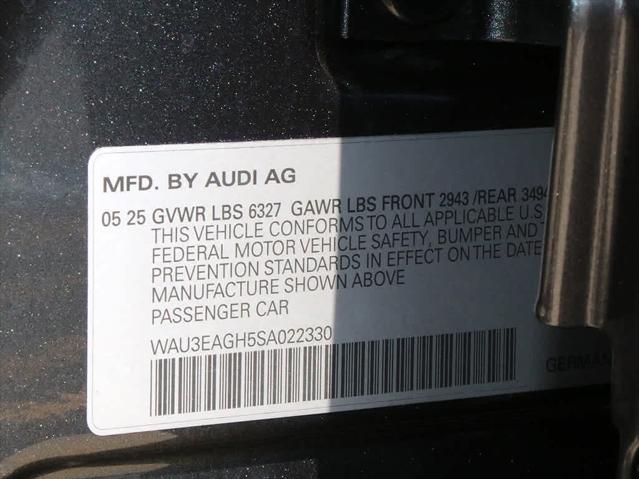 MFD. BY AUDI AG
05 25 GVWR LBS 6327 GAWR LBS FRONT 2943 /REAR 3494
THIS VEHICLE CONFORMS TO ALL APPLICABLE U.S
FEDERAL MOTOR VEHICLE SAFETY, BUMPER AND
PREVENTION STANDARDS IN EFFECT ON THE DATE
MANUFACTURE SHOWN ABOVE
PASSENGER CAR
WAU3EAGH5SA022330
GERMAN